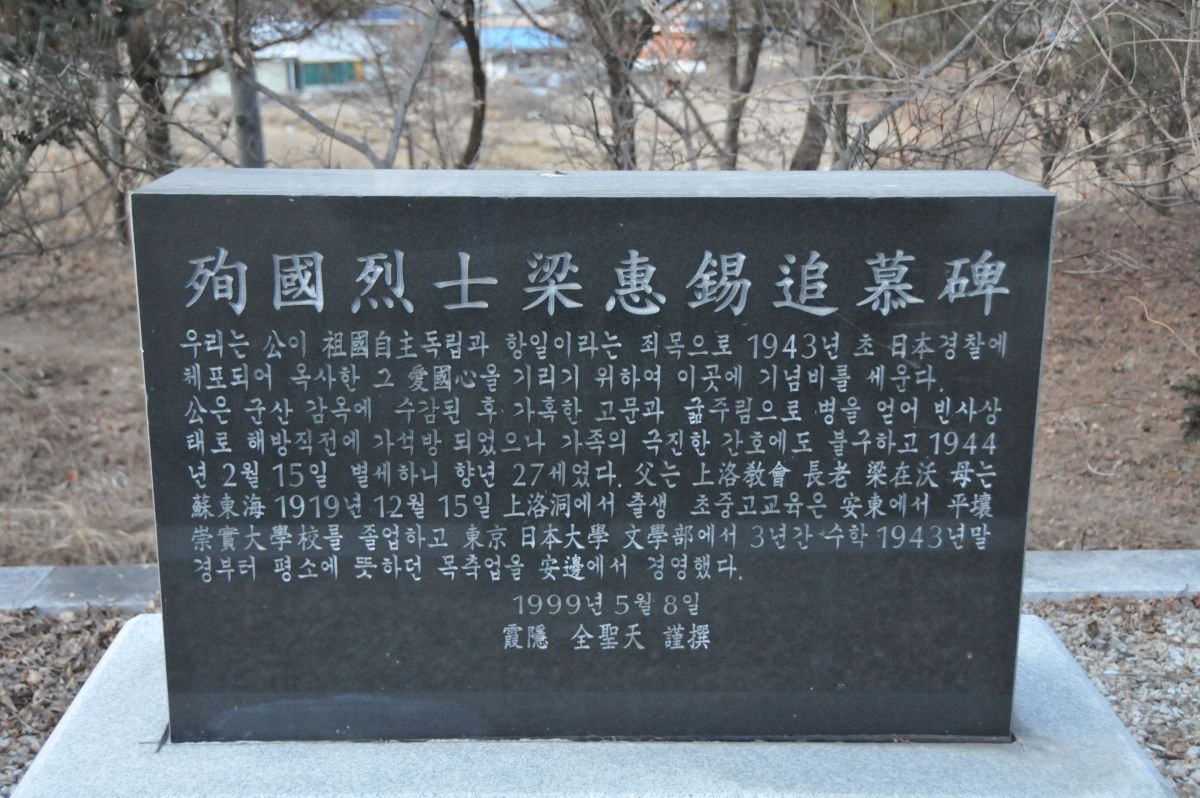 殉國烈士梁惠錫追慕碑
우리는 公이 祖國自主독립과 항일이라는 죄목으로 1943년 초 日本경찰에
체포되어 옥사한 그 愛國心을 기리기 위하여 이곳에 기념비를 세운다.
公은 군산 감옥에 수감된 후 가혹한 고문과 굶주림으로 병을 얻어 빈사상
태로 해방직전에 가석방 되었으나 가족의 극진한 간호에도 불구하고 1944
년 2월 15일 별세하니 향년 27세였다. 父는 上洛敎會 長老 梁在沃 母는
蘇東海 1919년 12월 15일 上洛洞에서 출생 초중고교육은 安東에서 平壤
崇實大學校를 졸업하고 東京 日本大學 文學部에서 3년간 수학 1943년말
경부터 평소에 뜻하던 목축업을 安邊에서 경영했다.
1999년 5월 8일
霞隱 全聖天 謹撰